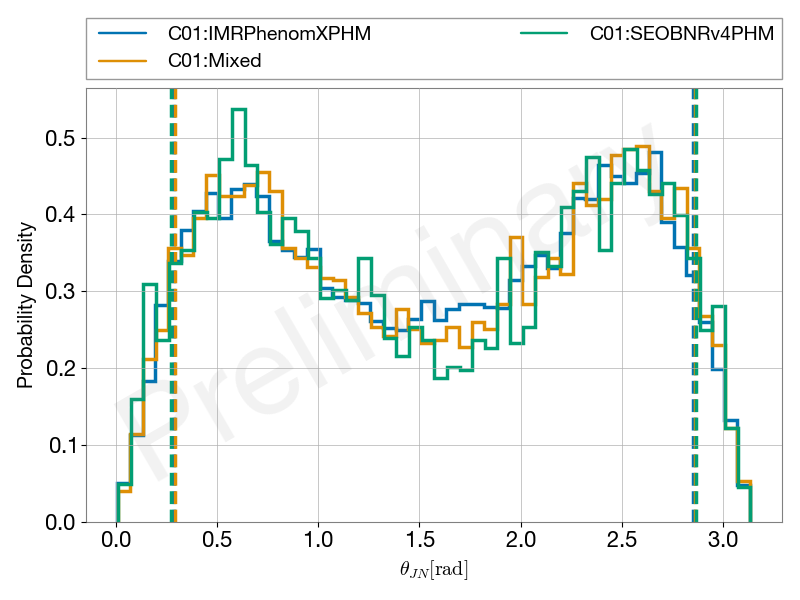 C01:IMRPhenomXPHM
C01:Mixed
C01:SEOBNRv4PHM
Preliminary
Probability Density
0.5
0.4
0.3
0.2
0.1
0.0
0.0 0.5 1.0 1.5 2.0 2.5 3.0
θJN[rad]